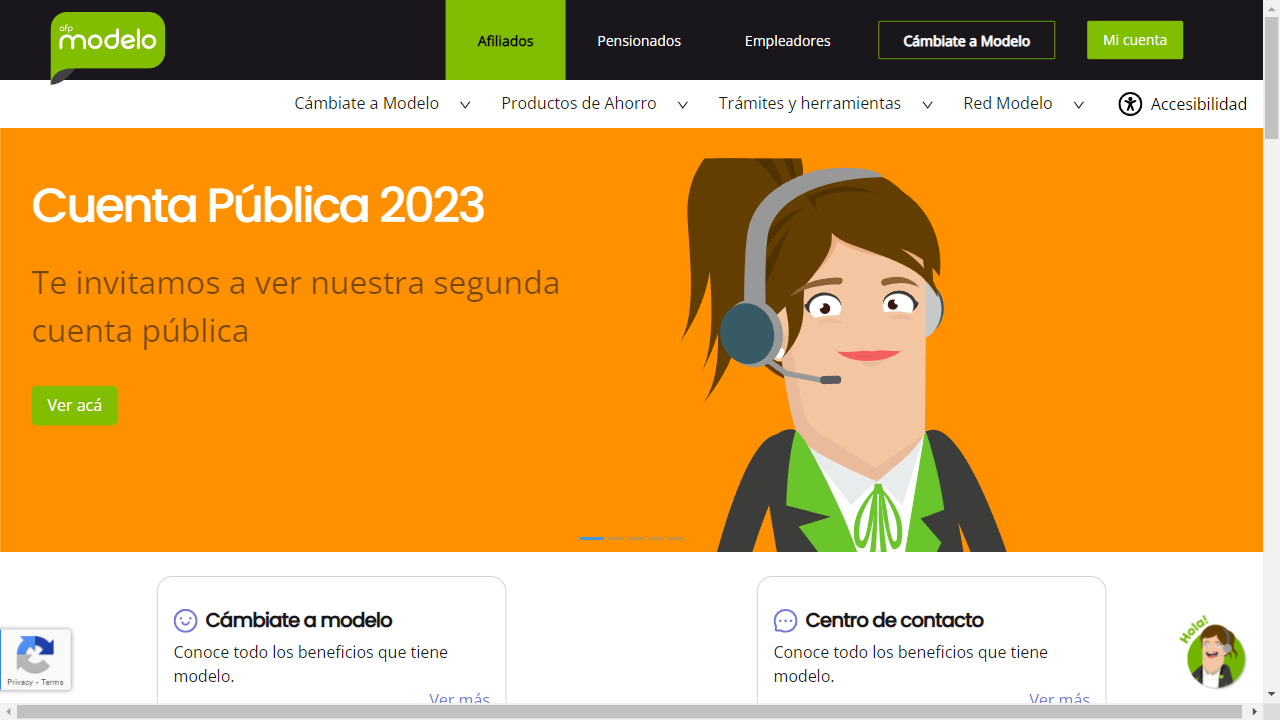 afp
modelo
Afiliados
Pensionados
Empleadores
Cámbiate a Modelo
Mi cuenta
Cámbiate a Modelo
Productos de Ahorro
Trámites y herramientas
Red Modelo
Accesibilidad
Cuenta Pública 2023
Te invitamos a ver nuestra segunda
cuenta pública
Ver acá
Cámbiate a modelo
Conoce todo los beneficios que tiene
modelo.
Ver más
Centro de contacto
Conoce todo los beneficios que tiene
modelo.
Ver más
Privacy - Terms
Hola!